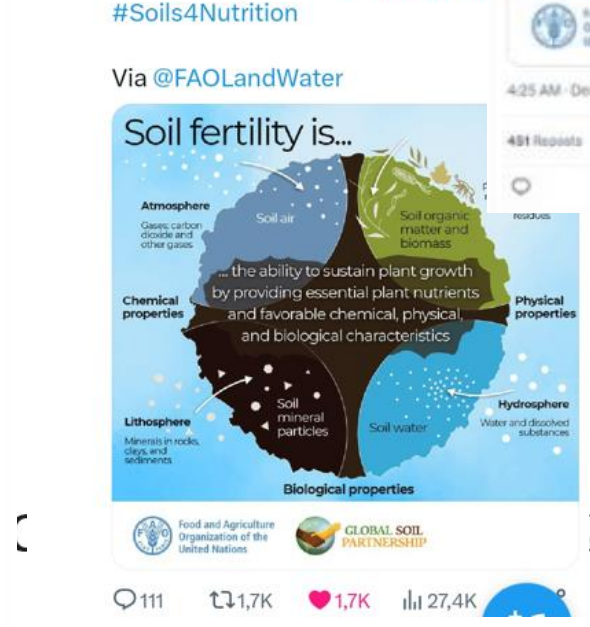 #Soils4Nutrition
Via @FAOLandWater
4:25 AM · De
451 Reposts
Soil fertility is...
Atmosphere
Gases: carbon
dioxide and
other gases
Soil air
Soil organic
matter and
biomass
residues
... the ability to sustain plant growth
by providing essential plant nutrients
and favorable chemical, physical,
and biological characteristics
Chemical
properties
Physical
properties
Lithosphere
Minerals in rocks,
clays, and
sediments
Soil
mineral
particles
Soil water
Hydrosphere
Water and dissolved
substances
Biological properties
FAO
Food and Agriculture
Organization of the
United Nations
GLOBAL SOIL
PARTNERSHIP
111 1,7K 1,7K 27,4K